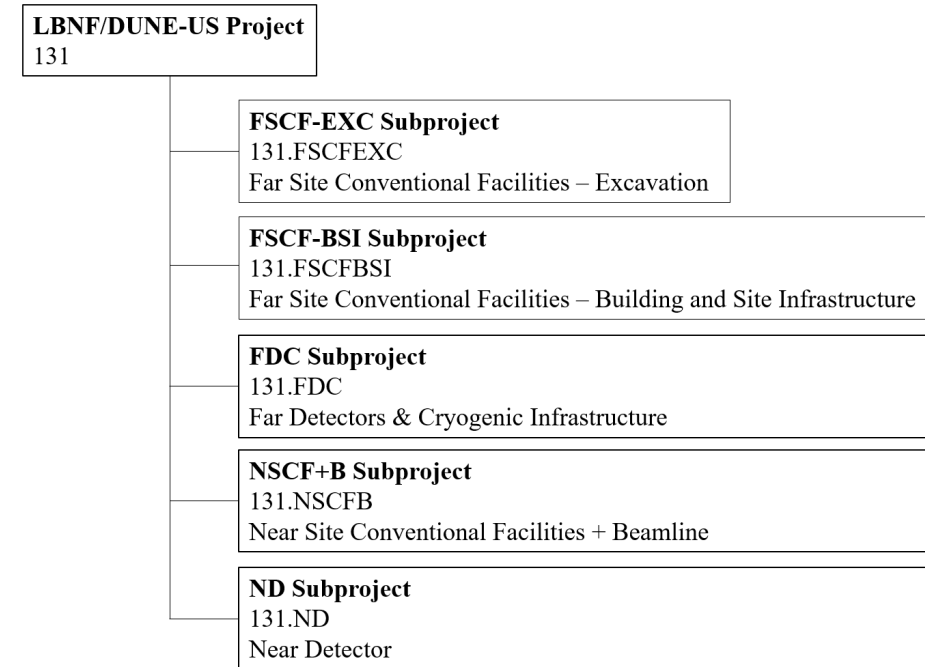 LBNF/DUNE-US Project
131
FSCF-EXC Subproject
131.FSCFEXC
Far Site Conventional Facilities – Excavation
FSCF-BSI Subproject
131.FSCFBSI
Far Site Conventional Facilities – Building and Site Infrastructure
FDC Subproject
131.FDC
Far Detectors & Cryogenic Infrastructure
NSCF+B Subproject
131.NSCFB
Near Site Conventional Facilities + Beamline
ND Subproject
131.ND
Near Detector